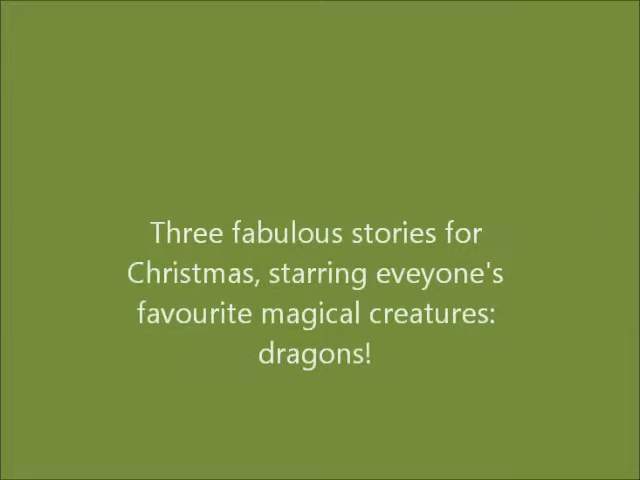 Three fabulous stories for
Christmas, starring eveyone's
favourite magical creatures:
dragons!